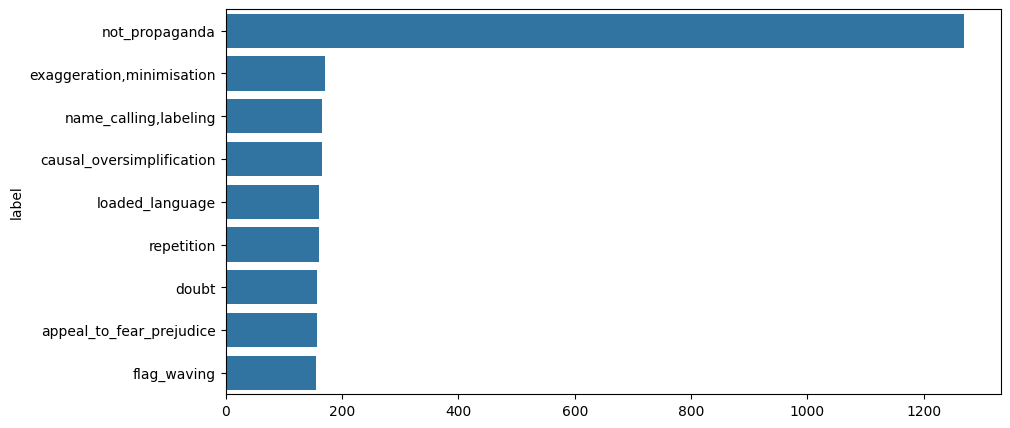 not_propaganda
exaggeration,minimisation
name_calling,labeling
causal_oversimplification
loaded_language
repetition
doubt
appeal_to_fear_prejudice
flag_waving
label
0 200 400 600 800 1000 1200